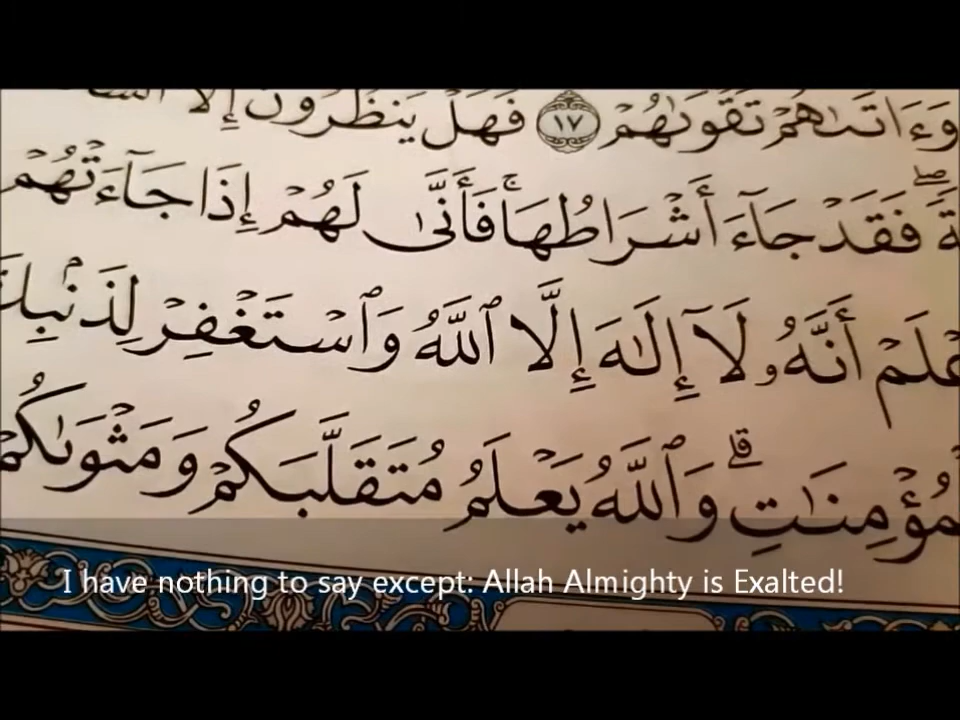 وَءَاتَىٰهُمْ تَقْوَىٰهُمْ ١٧ فَهَلْ يَنظُرُونَ إِلَّا
فَقَدْ جَآءَ أَشْرَاطُهَا ۚ فَأَنَّىٰ لَهُمْ إِذَا جَآءَتْهُمْ
أَنَّهُۥ لَآ إِلَٰهَ إِلَّا ٱللَّهُ وَٱسْتَغْفِرْ لِذَنۢبِكَ
وَٱللَّهُ يَعْلَمُ مُتَقَلَّبَكُمْ وَمَثْوَىٰكُمْ
I have nothing to say except: Allah Almighty is Exalted!